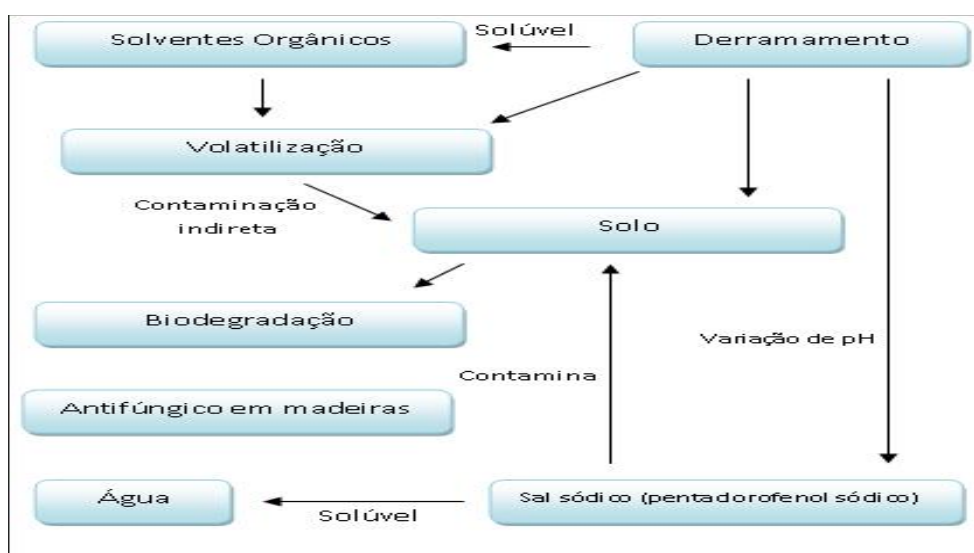 Solventes Orgânicos
Solúvel
Derramamento
Volatilização
Contaminação
indireta
Solo
Biodegradação
Variação de pH
Contamina
Antifúngico em madeiras
Água
Solúvel
Sal sódico (pentadorofenol sódico)